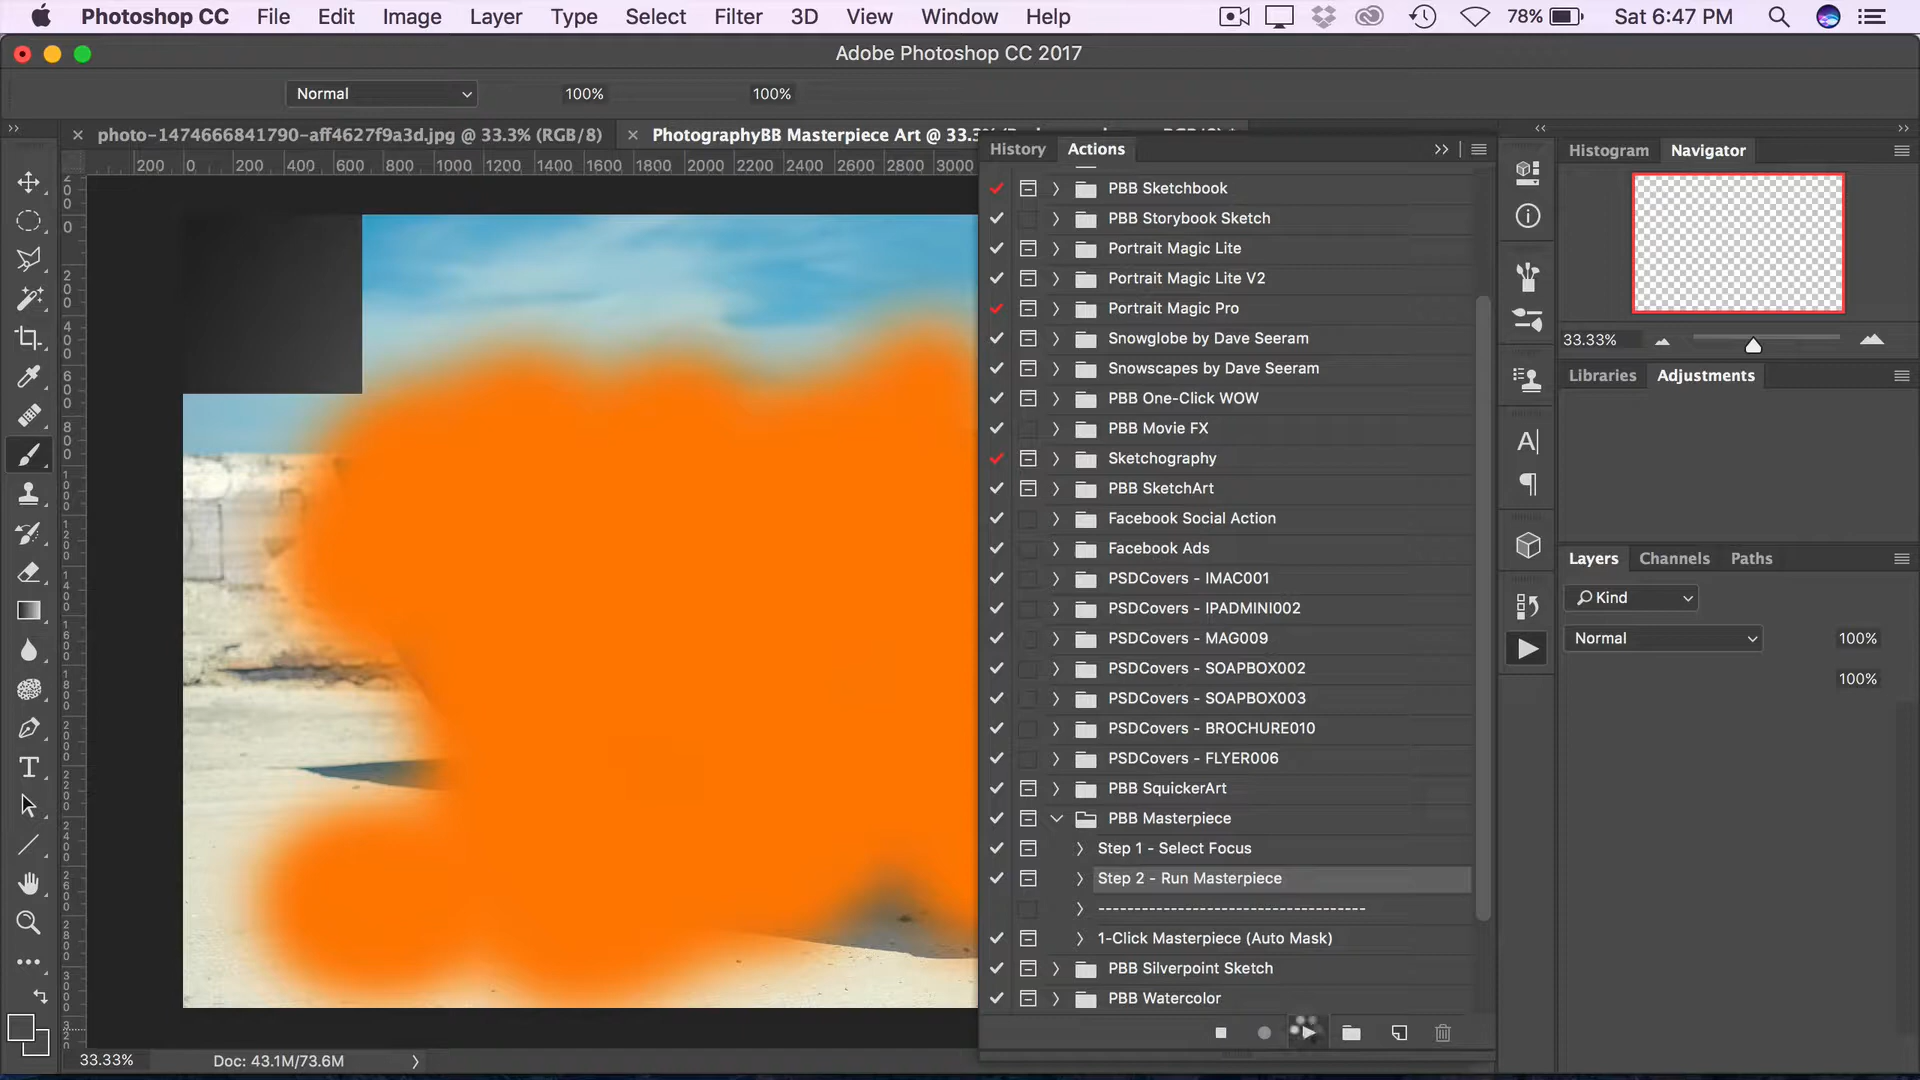 Photoshop CC File Edit Image Layer Type Select Filter 3D View Window Help 78% Sat 6:47 PM
Adobe Photoshop CC 2017
Normal 100% 100%
photo-1474666841790-aff4627f9a3d.jpg @ 33.3% (RGB/8) PhotographyBB Masterpiece Art @ 33.3%
200 0 200 400 600 800 1000 1200 1400 1600 1800 2000 2200 2400 2600 2800 3000
History Actions
PBB Sketchbook
PBB Storybook Sketch
Portrait Magic Lite
Portrait Magic Lite V2
Portrait Magic Pro
Snowglobe by Dave Seeram
Snowscapes by Dave Seeram
PBB One-Click WOW
PBB Movie FX
Sketchography
PBB SketchArt
Facebook Social Action
Facebook Ads
PSDCovers - IMAC001
PSDCovers - IPADMINI002
PSDCovers - MAG009
PSDCovers - SOAPBOX002
PSDCovers - SOAPBOX003
PSDCovers - BROCHURE010
PSDCovers - FLYER006
PBB SquickerArt
PBB Masterpiece
Step 1 - Select Focus
Step 2 - Run Masterpiece
-------------------------------------
1-Click Masterpiece (Auto Mask)
PBB Silverpoint Sketch
PBB Watercolor
Histogram Navigator
33.33%
Libraries Adjustments
Layers Channels Paths
Kind
Normal 100%
100%
33.33% Doc: 43.1M/73.6M